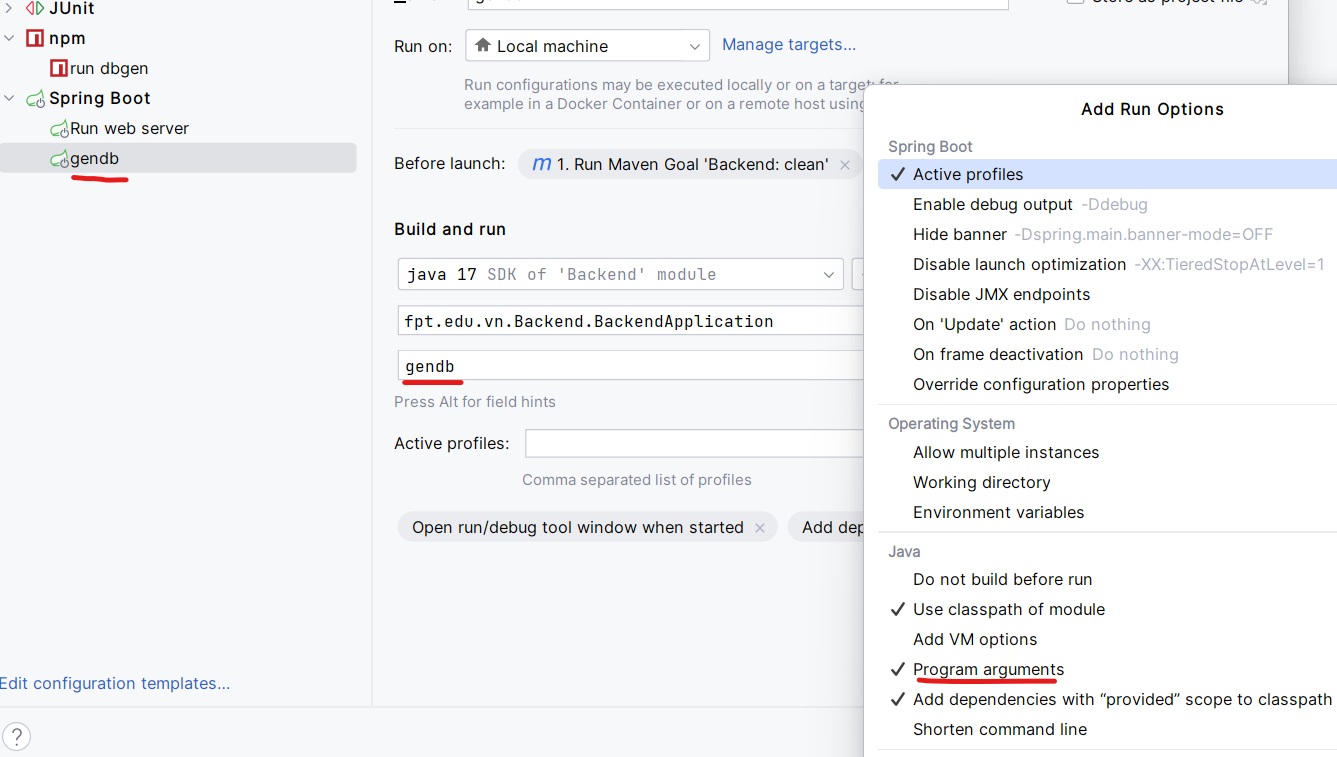 JUnit
npm
run dbgen
Spring Boot
Run web server
gendb
Edit configuration templates...
?
Store as project file
Run on: Local machine Manage targets...
Run configurations may be executed locally or on a target: for
example in a Docker Container or on a remote host using
Before launch: m 1. Run Maven Goal 'Backend: clean' ×
Build and run
java 17 SDK of 'Backend' module
fpt.edu.vn.Backend.BackendApplication
gendb
Press Alt for field hints
Active profiles:
Comma separated list of profiles
Open run/debug tool window when started × Add dep
Add Run Options
Spring Boot
✓ Active profiles
Enable debug output -Ddebug
Hide banner -Dspring.main.banner-mode=OFF
Disable launch optimization -XX:TieredStopAtLevel=1
Disable JMX endpoints
On 'Update' action Do nothing
On frame deactivation Do nothing
Override configuration properties
Operating System
Allow multiple instances
Working directory
Environment variables
Java
Do not build before run
✓ Use classpath of module
Add VM options
✓ Program arguments
✓ Add dependencies with “provided” scope to classpath
Shorten command line